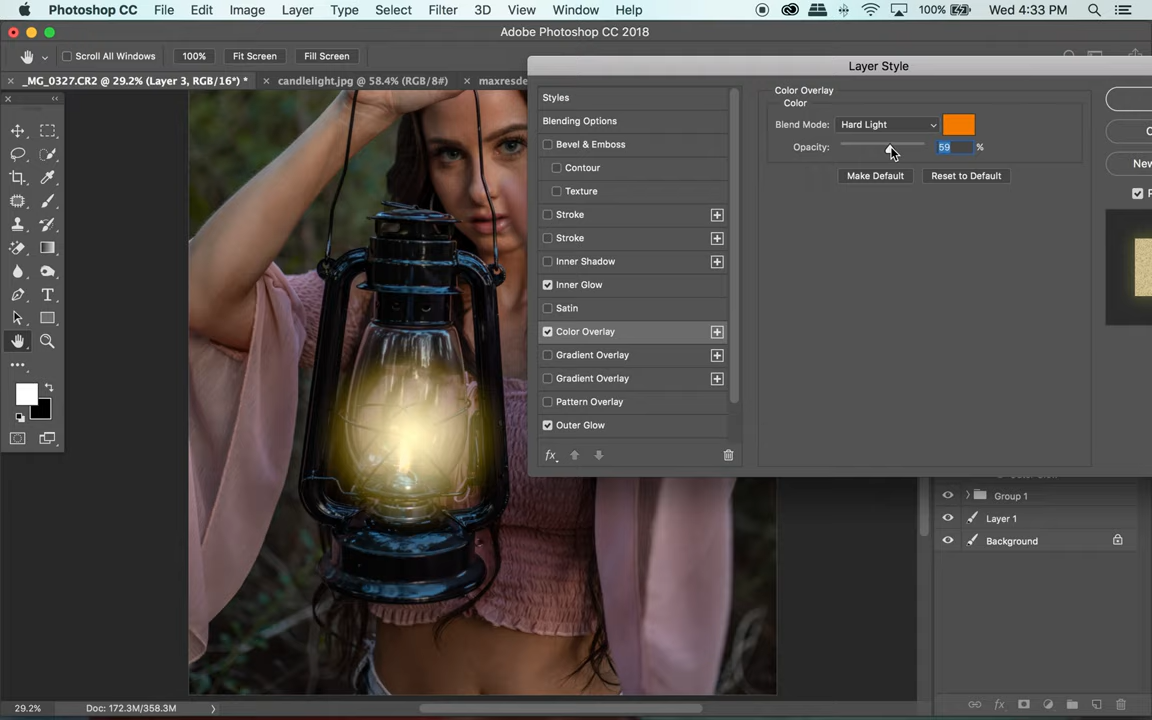 Photoshop CC File Edit Image Layer Type Select Filter 3D View Window Help 100% Wed 4:33 PM
Adobe Photoshop CC 2018
Scroll All Windows 100% Fit Screen Fill Screen
_MG_0327.CR2 @ 29.2% (Layer 3, RGB/16*) * candlelight.jpg @ 58.4% (RGB/8#) maxresde
Layer Style
Styles
Blending Options
Bevel & Emboss
Contour
Texture
Stroke
Stroke
Inner Shadow
Inner Glow
Satin
Color Overlay
Gradient Overlay
Gradient Overlay
Pattern Overlay
Outer Glow
fx
Color Overlay
Color
Blend Mode: Hard Light
Opacity: 59 %
Make Default Reset to Default
O
New
P
Group 1
Layer 1
Background
fx
29.2% Doc: 172.3M/358.3M